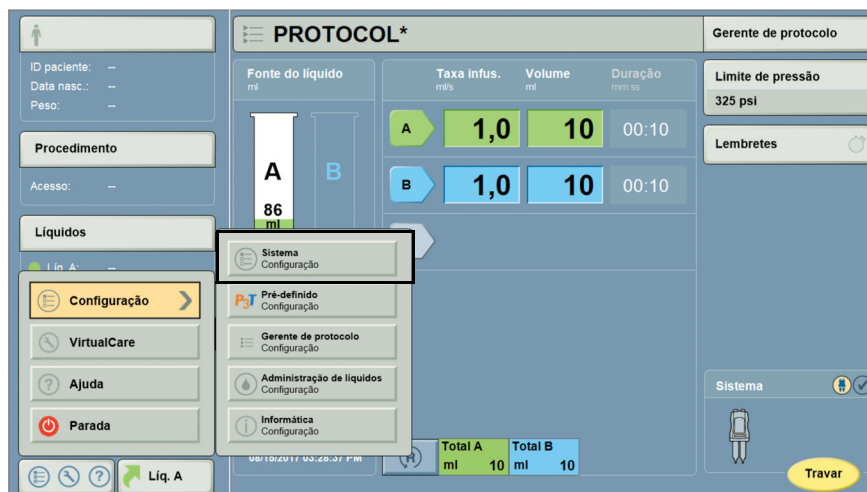 PROTOCOL*
Gerente de protocolo
ID paciente: --
Data nasc.: --
Peso: --
Fonte do líquido
ml
Taxa infus. Volume Duração
ml/s ml mm:ss
Limite de pressão
325 psi
A 1,0 10 00:10
Lembretes
Procedimento
Acesso: --
A B
B 1,0 10 00:10
86
ml
Líquidos
Líq. A: --
Sistema
Configuração
Configuração
P3T Pré-definido
Configuração
VirtualCare
Gerente de protocolo
Configuração
Ajuda
Administração de líquidos
Configuração
Sistema
Parada
Informática
Configuração
08/15/2017 03:28:37 PM
R
Total A Total B
ml 10 ml 10
Líq. A
Travar